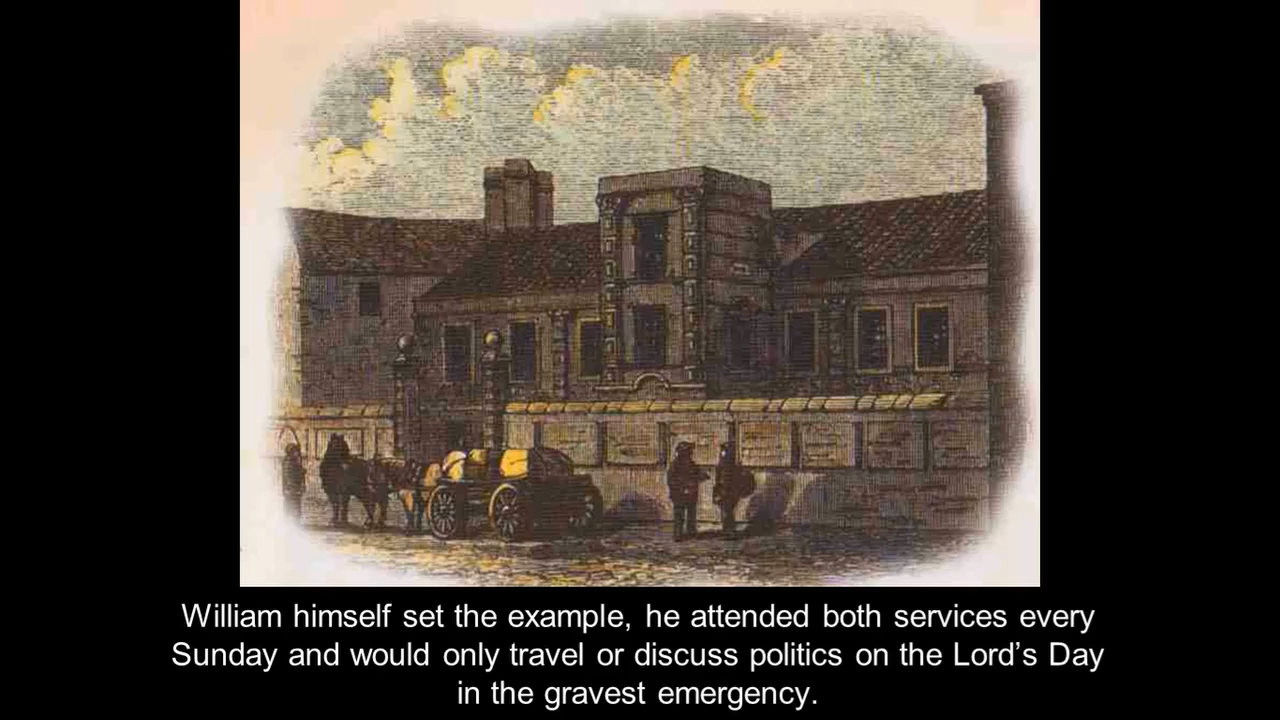 William himself set the example, he attended both services every
Sunday and would only travel or discuss politics on the Lord’s Day
in the gravest emergency.